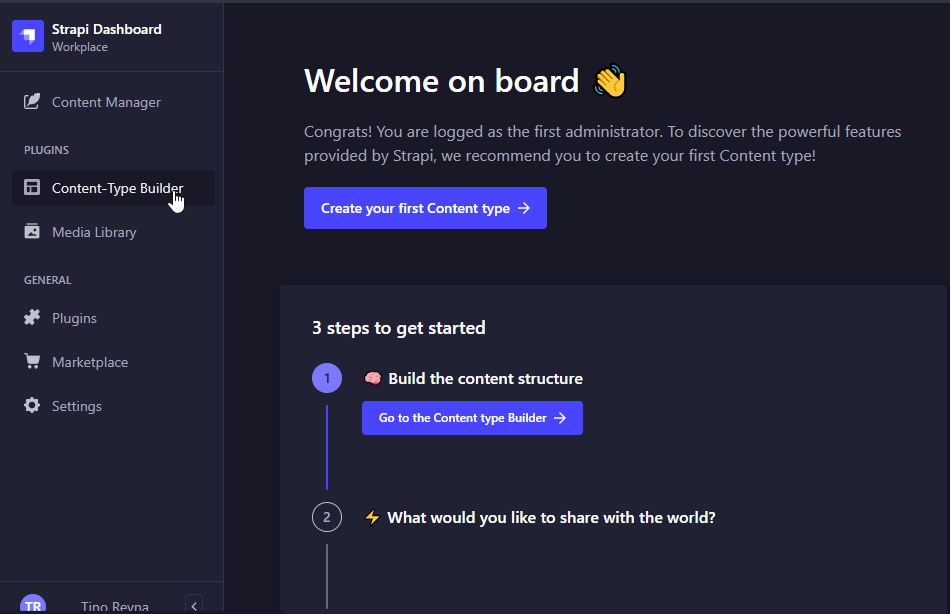 Strapi Dashboard
Workplace
Content Manager
PLUGINS
Content-Type Builder
Media Library
GENERAL
Plugins
Marketplace
Settings
TR
Tino Reyna
Welcome on board 👋
Congrats! You are logged as the first administrator. To discover the powerful features
provided by Strapi, we recommend you to create your first Content type!
Create your first Content type →
3 steps to get started
1
🧠 Build the content structure
Go to the Content type Builder →
2
⚡ What would you like to share with the world?